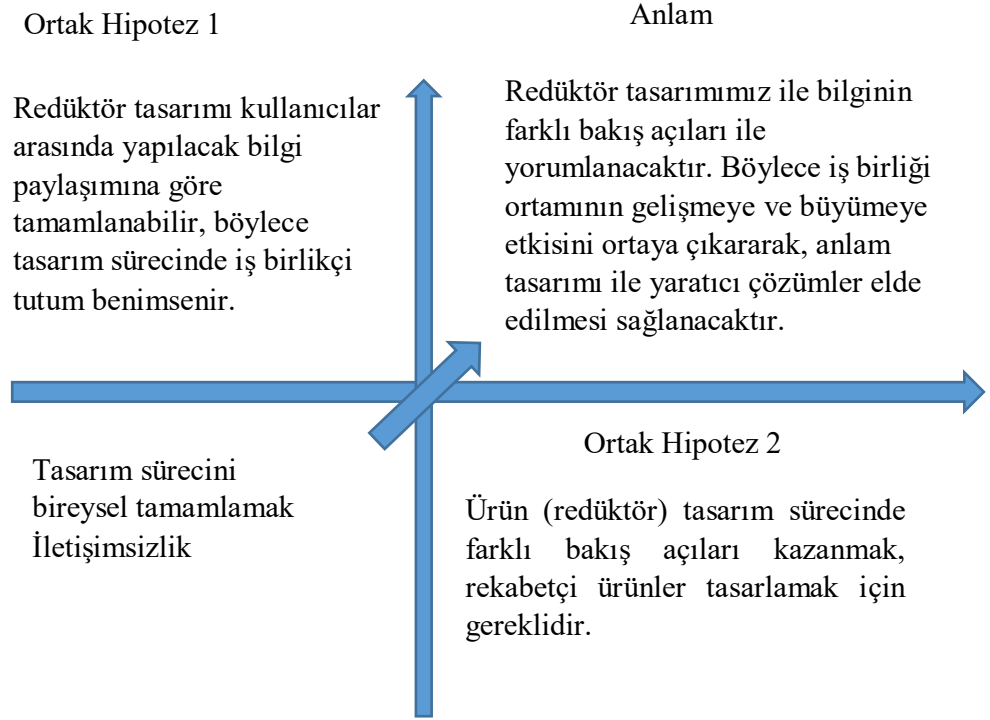 Ortak Hipotez 1
Redüktör tasarımı kullanıcılar
arasında yapılacak bilgi
paylaşımına göre
tamamlanabilir, böylece
tasarım sürecinde iş birlikçi
tutum benimsenir.
Anlam
Redüktör tasarımımız ile bilginin
farklı bakış açıları ile
yorumlanacaktır. Böylece iş birliği
ortamının gelişmeye ve büyümeye
etkisini ortaya çıkararak, anlam
tasarımı ile yaratıcı çözümler elde
edilmesi sağlanacaktır.
Tasarım sürecini
bireysel tamamlamak
İletişimsizlik
Ortak Hipotez 2
Ürün (redüktör) tasarım sürecinde
farklı bakış açıları kazanmak,
rekabetçi ürünler tasarlamak için
gereklidir.